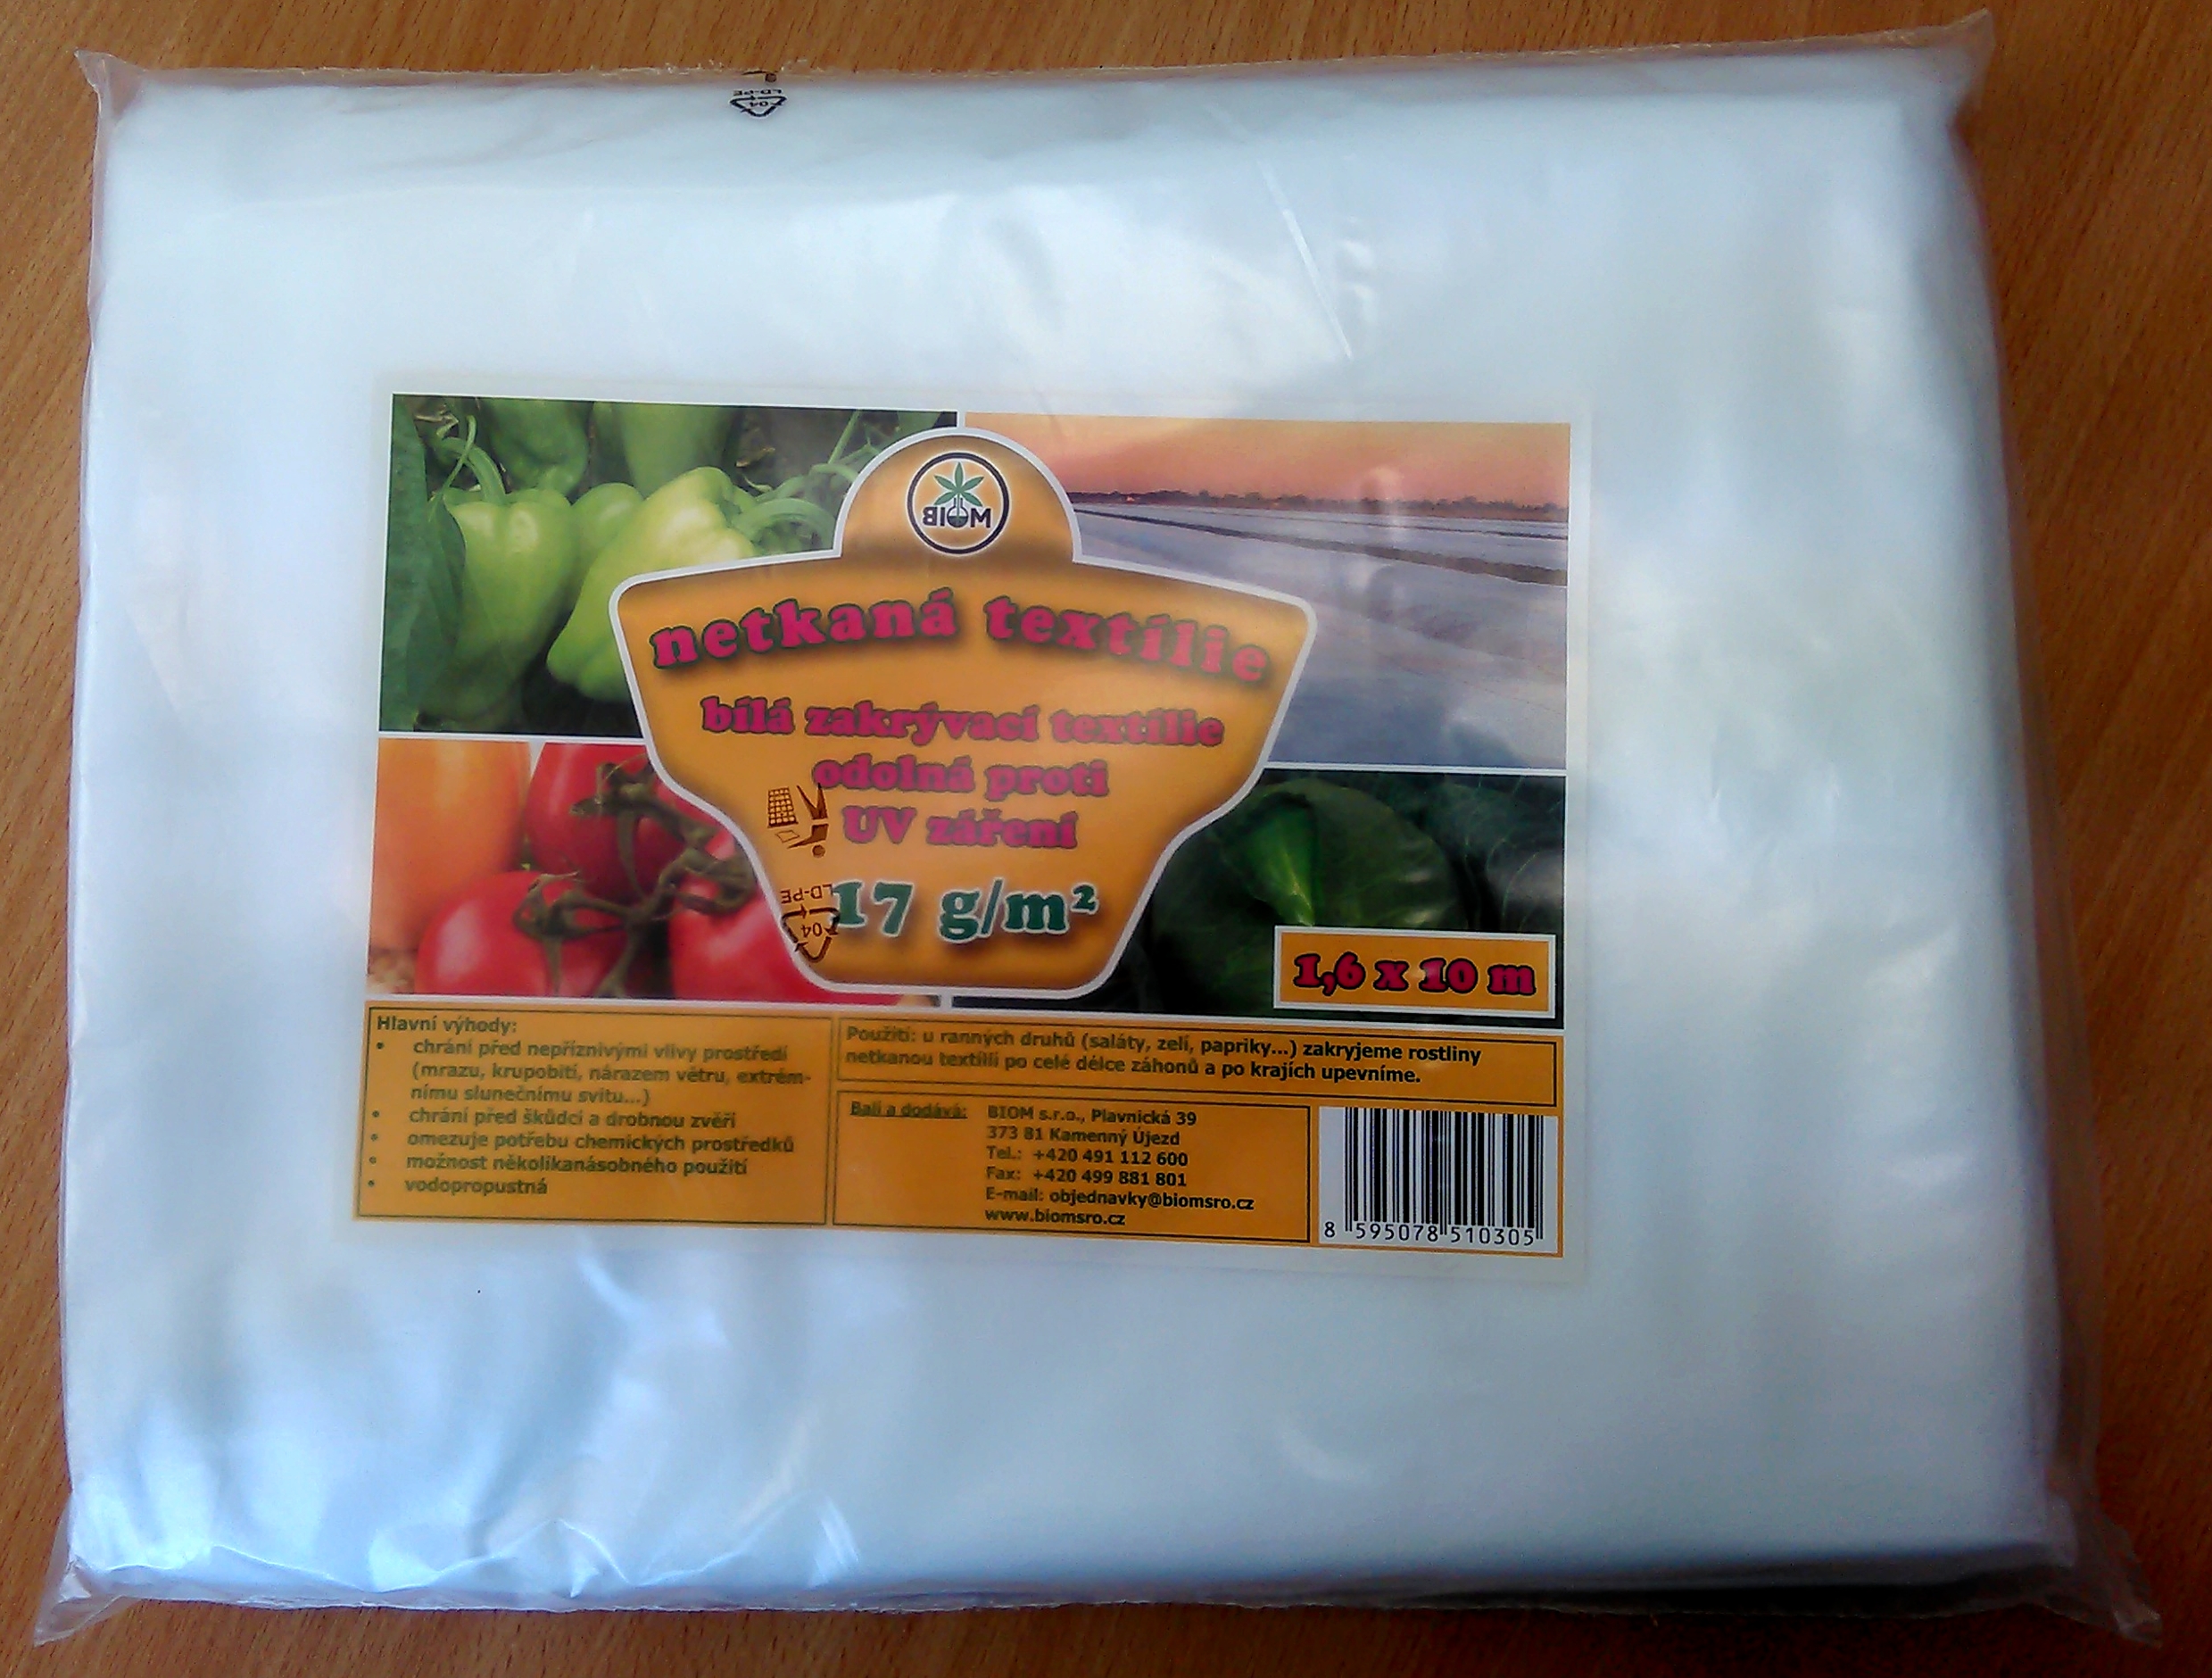 04
LD-PE
BIOM
netkaná textílie
bílá zakrývací textílie
odolná proti
UV záření
17 g/m²
LD-PE
04
1,6 x 10 m
Hlavní výhody:
• chrání před nepříznivými vlivy prostředí
(mrazu, krupobití, nárazem větru, extrém-
nímu slunečnímu svitu...)
• chrání před škůdci a drobnou zvěří
• omezuje potřebu chemických prostředků
• možnost několikanásobného použití
• vodopropustná
Použití: u ranných druhů (saláty, zelí, papriky...) zakryjeme rostliny
netkanou textílií po celé délce záhonů a po krajích upevníme.
Balí a dodává: BIOM s.r.o., Plavnická 39
373 81 Kamenný Újezd
Tel.: +420 491 112 600
Fax: +420 499 881 801
E-mail: objednavky@biomsro.cz
www.biomsro.cz
8 595078 510305